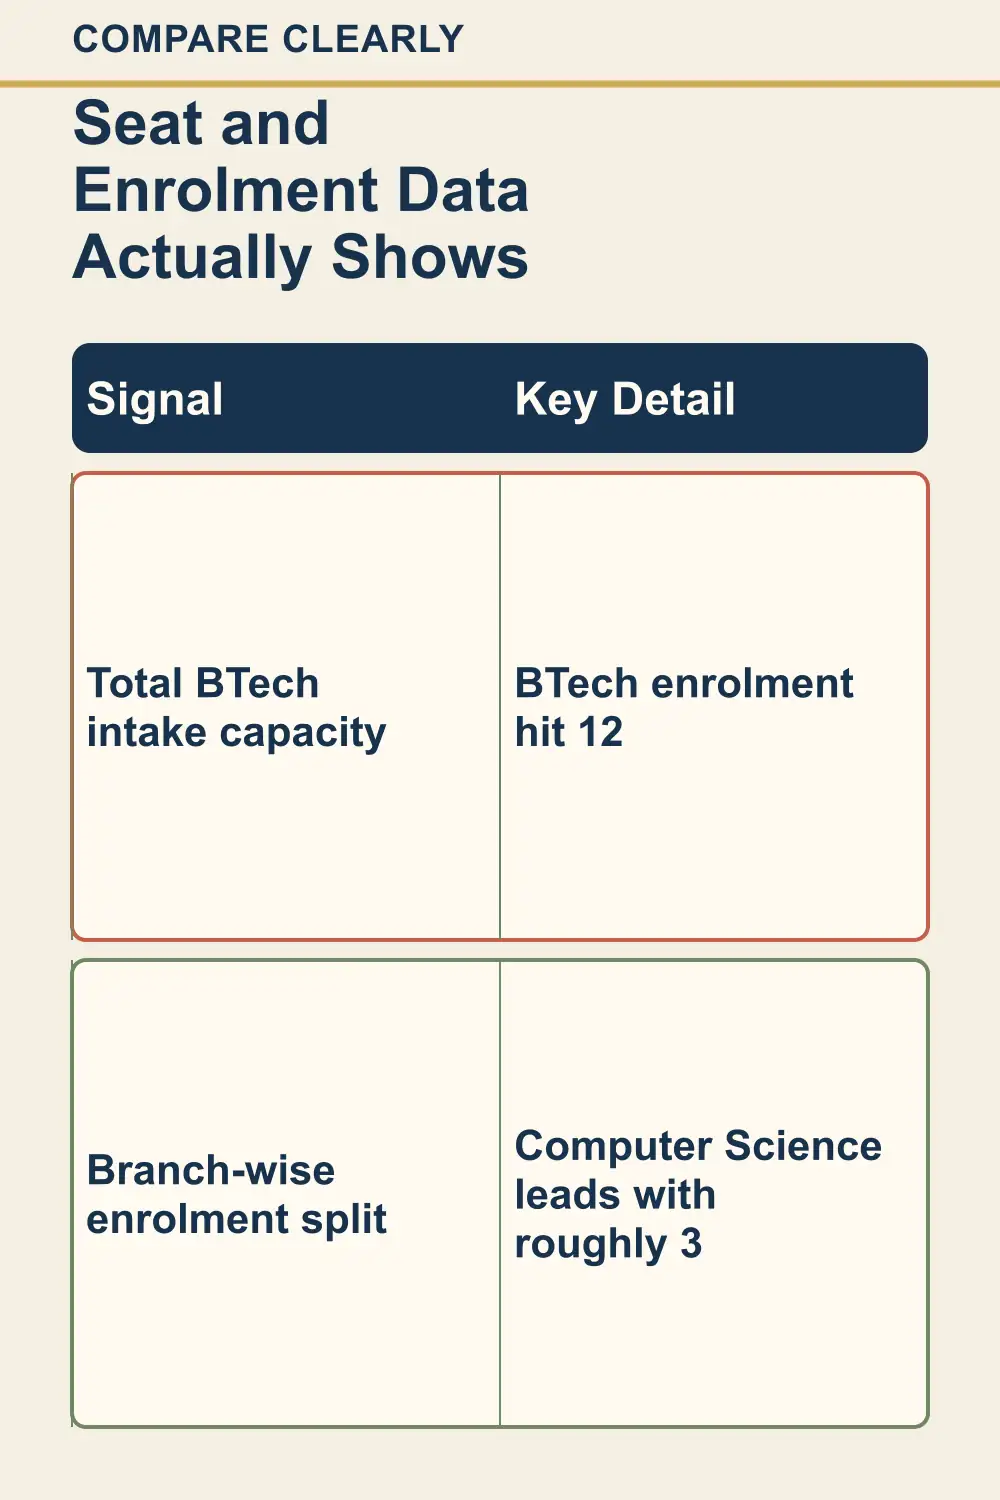 COMPARE CLEARLY
Seat and
Enrolment Data
Actually Shows
Signal
Key Detail
Total BTech
intake capacity
BTech enrolment
hit 12
Branch-wise
enrolment split
Computer Science
leads with
roughly 3